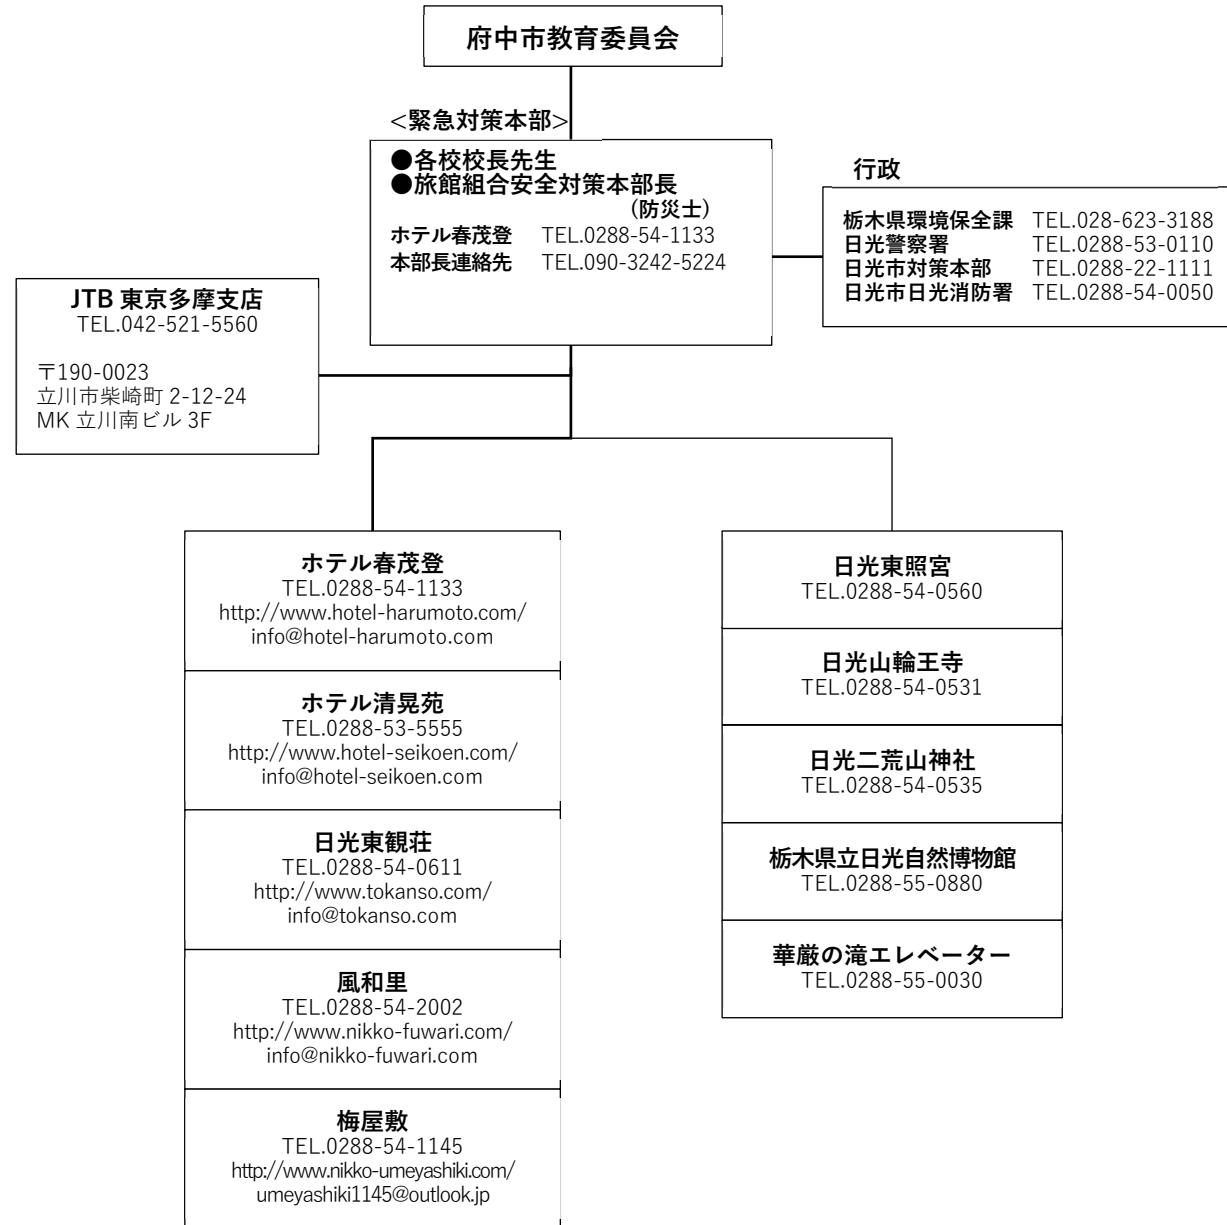 府中市教育委員会
<緊急対策本部>
●各校校長先生
●旅館組合安全対策本部長
(防災士)
ホテル春茂登 TEL.0288-54-1133
本部長連絡先 TEL.090-3242-5224
行政
栃木県環境保全課 TEL.028-623-3188
日光警察署 TEL.0288-53-0110
日光市対策本部 TEL.0288-22-1111
日光市日光消防署 TEL.0288-54-0050
JTB 東京多摩支店
TEL.042-521-5560
〒190-0023
立川市柴崎町 2-12-24
MK 立川南ビル 3F
ホテル春茂登
TEL.0288-54-1133
http://www.hotel-harumoto.com/
info@hotel-harumoto.com
ホテル清晃苑
TEL.0288-53-5555
http://www.hotel-seikoen.com/
info@hotel-seikoen.com
日光東観荘
TEL.0288-54-0611
http://www.tokanso.com/
info@tokanso.com
風和里
TEL.0288-54-2002
http://www.nikko-fuwari.com/
info@nikko-fuwari.com
梅屋敷
TEL.0288-54-1145
http://www.nikko-umeyashiki.com/
umeyashiki1145@outlook.jp
日光東照宮
TEL.0288-54-0560
日光山輪王寺
TEL.0288-54-0531
日光二荒山神社
TEL.0288-54-0535
栃木県立日光自然博物館
TEL.0288-55-0880
華厳の滝エレベーター
TEL.0288-55-0030